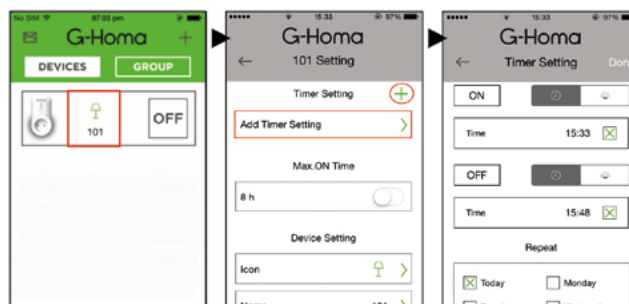 No SIM 07:03 pm
G-Homa +
DEVICES GROUP
101
OFF
15:33 97%
G-Homa
← 101 Setting
Timer Setting +
Add Timer Setting >
Max.ON Time
8 h
Device Setting
Icon >
15:33 97%
G-Homa
← Timer Setting Don
ON
Time 15:33
OFF
Time 15:48
Repeat
Today Monday